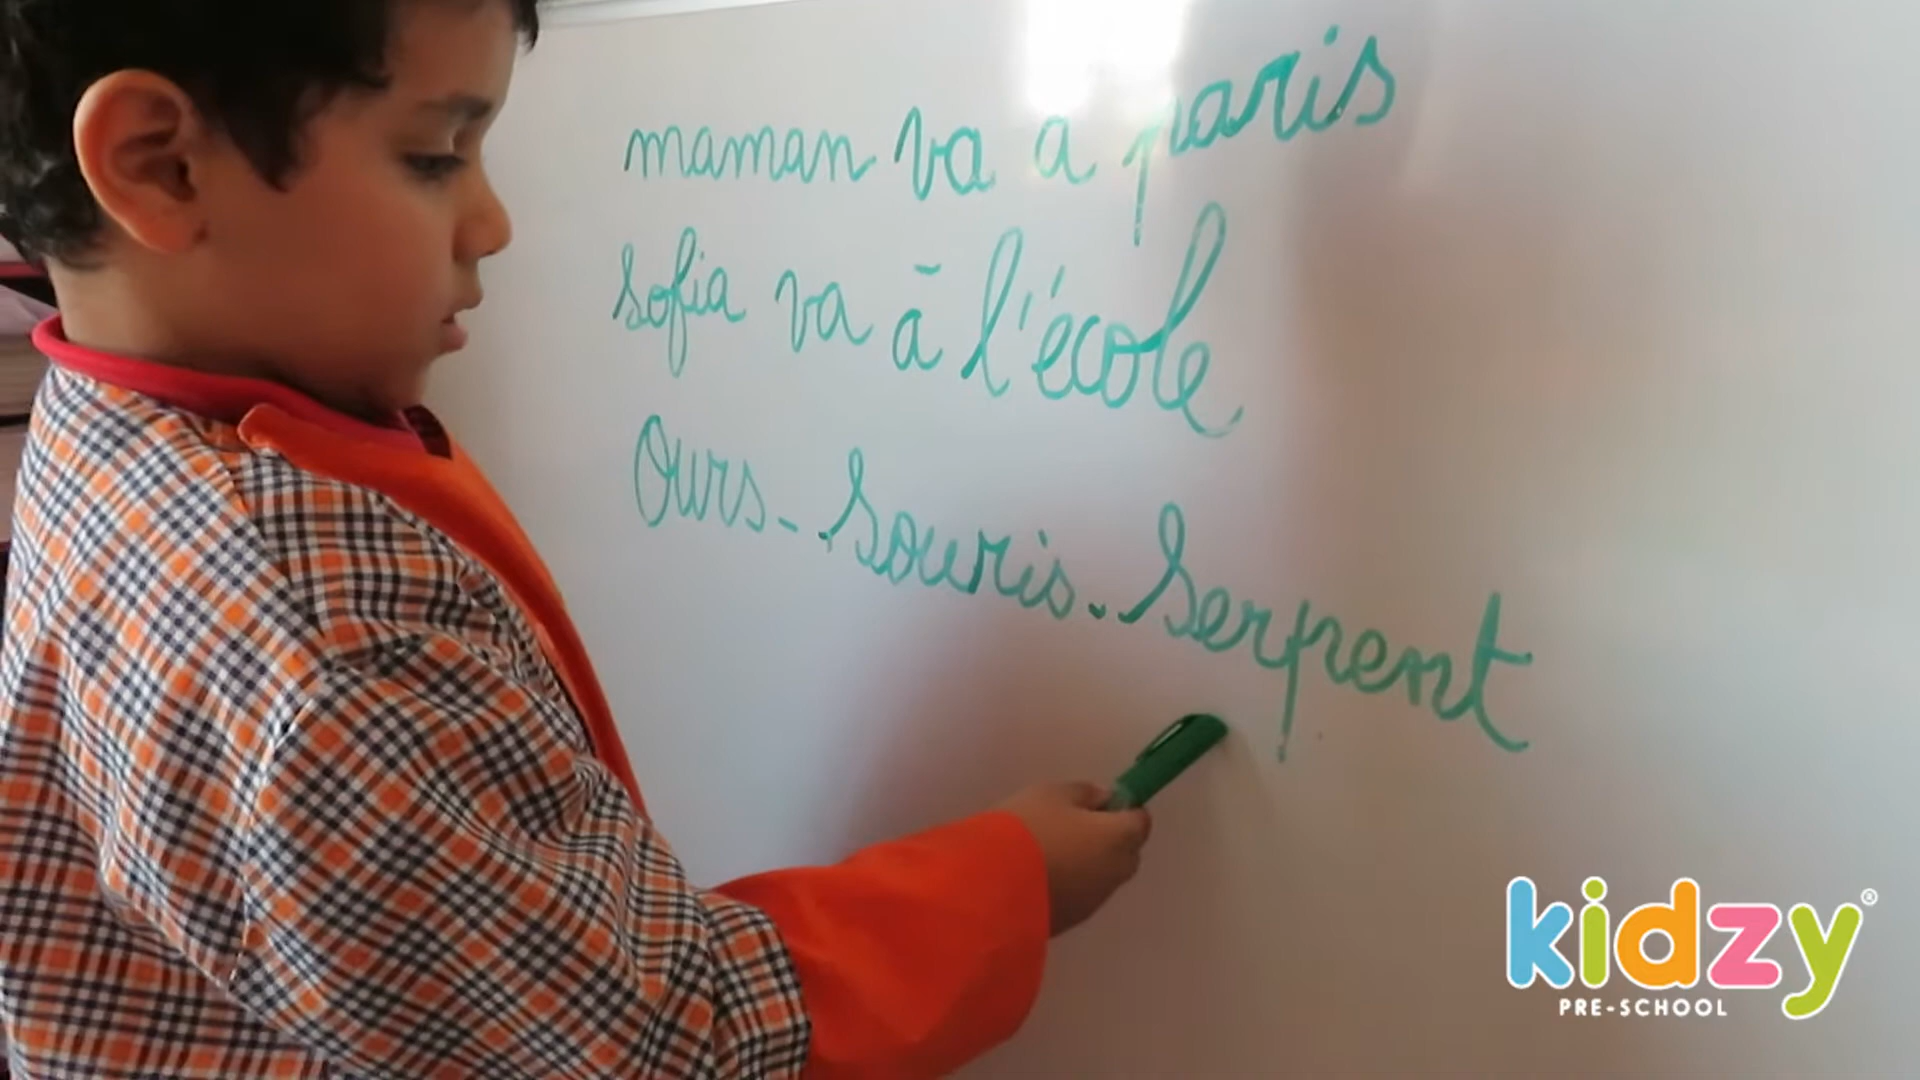 maman va a paris
sofia va ā l'école
Ours - Souris - Serpent
kidzy®
PRE-SCHOOL